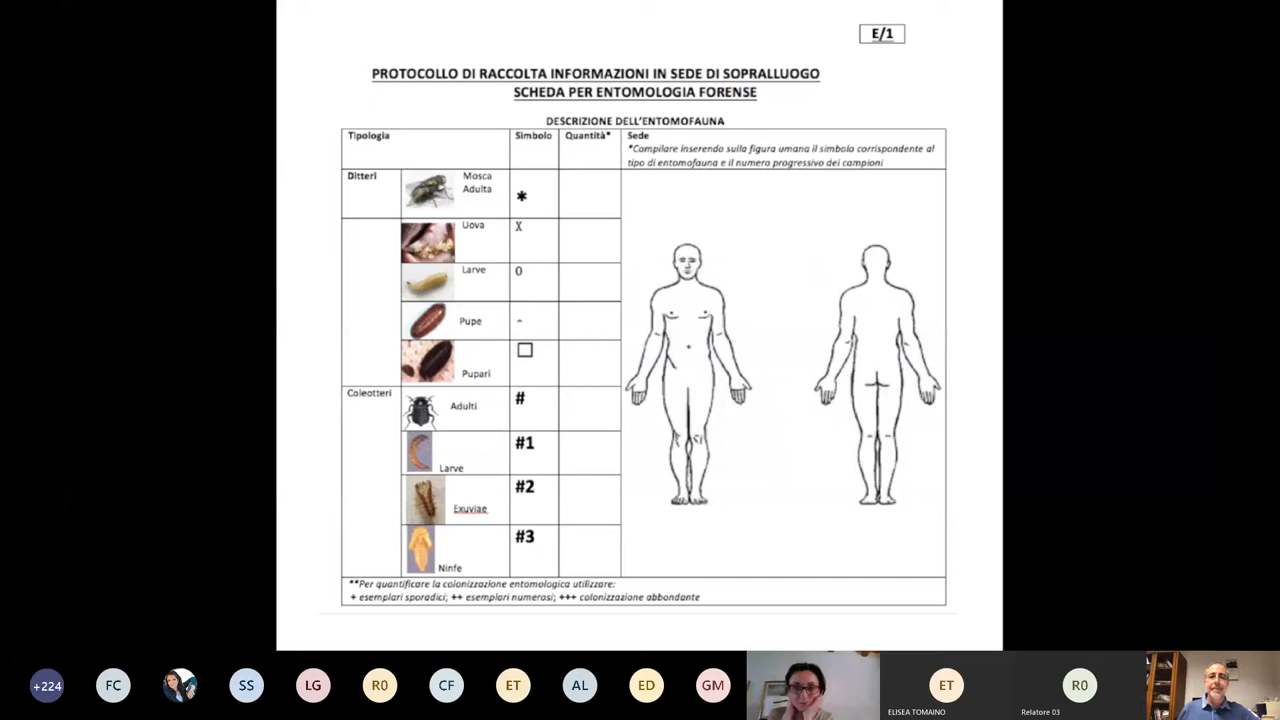 E/1
PROTOCOLLO DI RACCOLTA INFORMAZIONI IN SEDE DI SOPRALLUOGO
SCHEDA PER ENTOMOLOGIA FORENSE
DESCRIZIONE DELL'ENTOMOFAUNA
Tipologia Simbolo Quantità* Sede
*Compilare inserendo sulla figura umana il simbolo corrispondente al
tipo di entomofauna e il numero progressivo dei campioni
Ditteri Mosca
Adulta *
Uova X
Larve O
Pupe ^
Pupari □
Coleotteri Adulti #
Larve #1
Exuviae #2
Ninfe #3
**Per quantificare la colonizzazione entomologica utilizzare:
+ esemplari sporadici; ++ esemplari numerosi; +++ colonizzazione abbondante
+224 FC SS LG R0 CF ET AL ED GM ET R0
ELISEA TOMAINO Relatore 03